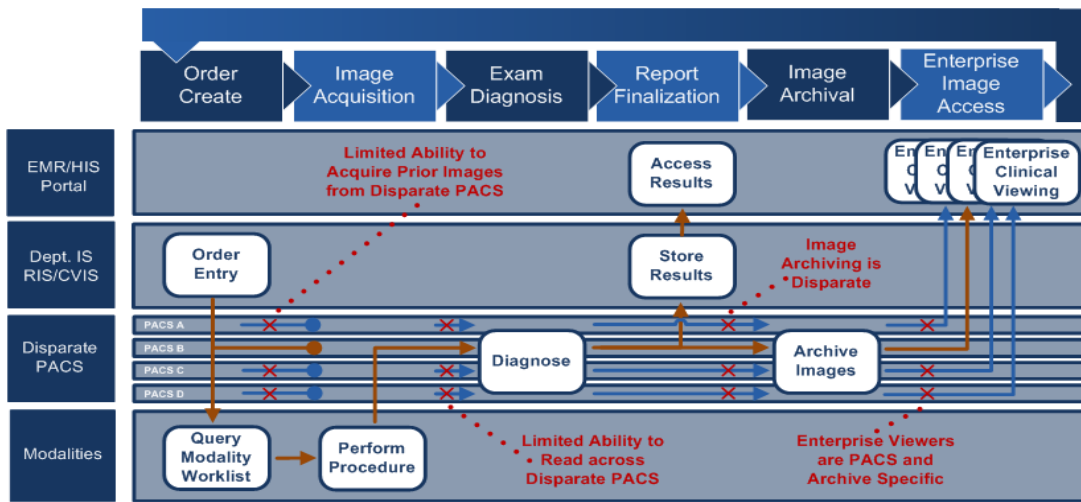 Order
Create
Image
Acquisition
Exam
Diagnosis
Report
Finalization
Image
Archival
Enterprise
Image
Access
EMR/HIS
Portal
Limited Ability to
Acquire Prior Images
from Disparate PACS
Access
Results
En
C
V
En
C
V
En
C
V
Enterprise
Clinical
Viewing
Dept. IS
RIS/CVIS
Order
Entry
Store
Results
Image
Archiving is
Disparate
Disparate
PACS
PACS A
PACS B
PACS C
PACS D
Diagnose
Archive
Images
Modalities
Query
Modality
Worklist
Perform
Procedure
Limited Ability to
Read across
Disparate PACS
Enterprise Viewers
are PACS and
Archive Specific